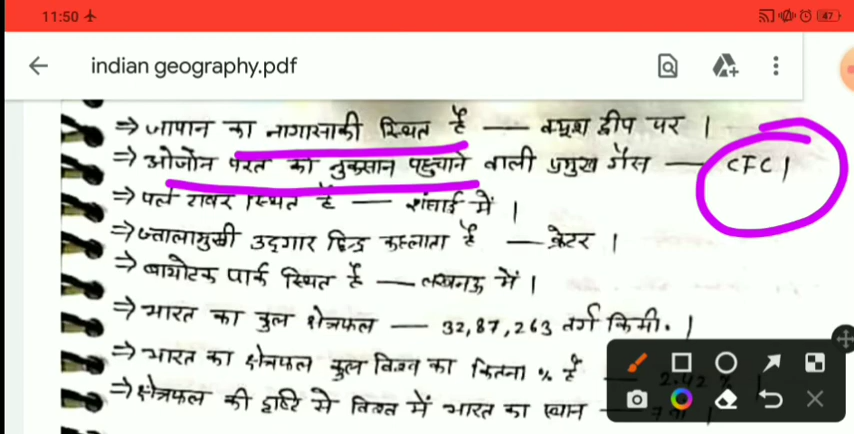 11:50
47
indian geography.pdf
⇒ जापान का नागासाकी स्थित है — क्यूशू द्वीप पर |
⇒ ओजोन परत को नुकसान पहुचाने वाली प्रमुख गैस — CFC |
⇒ पर्ल टावर स्थित है — शंघाई में |
⇒ ज्वालामुखी उद्गार छिद्र कहलाता है — क्रेटर |
⇒ बायोटेक पार्क स्थित है — लखनऊ में |
⇒ भारत का कुल क्षेत्रफल — 32,87,263 वर्ग किमी. |
⇒ भारत का क्षेत्रफल कुल विश्व का कितना % है — 2.42 % |
⇒ क्षेत्रफल की दृष्टि से विश्व में भारत का स्थान —